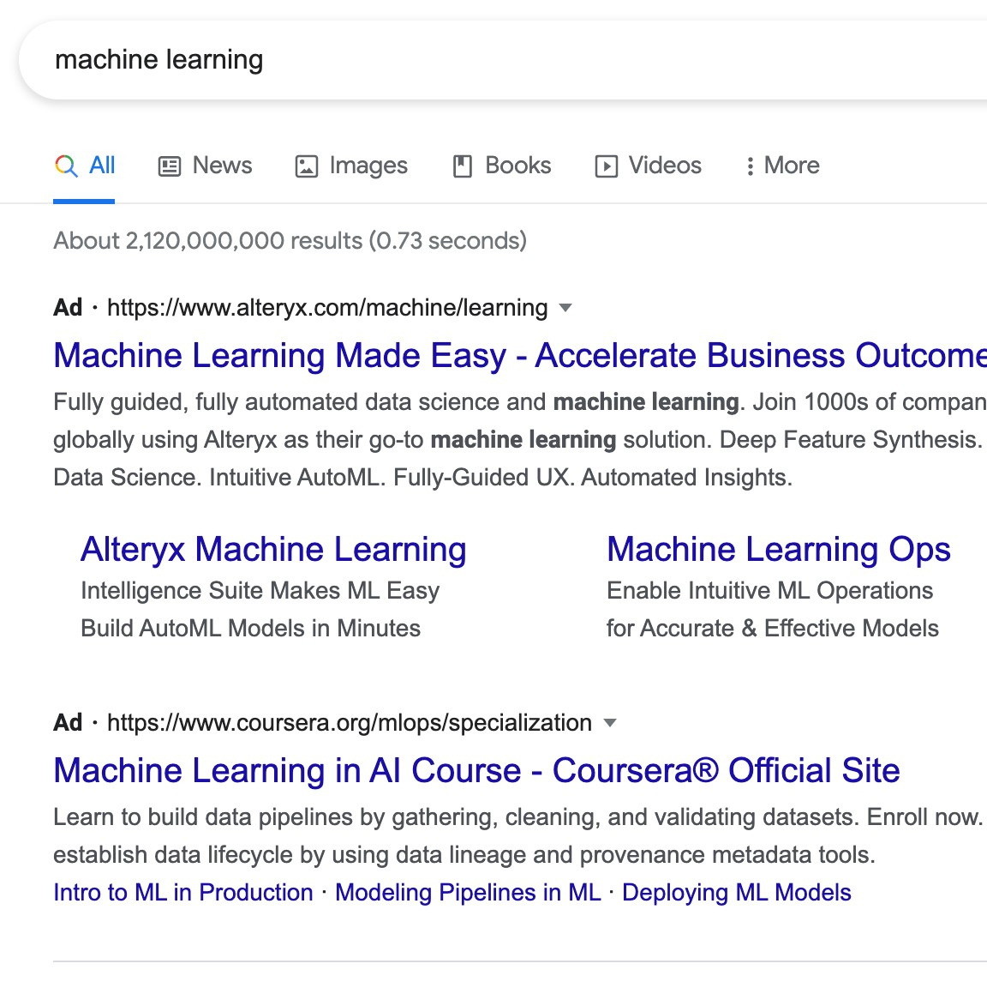 machine learning
All News Images Books Videos More
About 2,120,000,000 results (0.73 seconds)
Ad · https://www.alteryx.com/machine/learning
Machine Learning Made Easy - Accelerate Business Outcome
Fully guided, fully automated data science and machine learning. Join 1000s of compan
globally using Alteryx as their go-to machine learning solution. Deep Feature Synthesis.
Data Science. Intuitive AutoML. Fully-Guided UX. Automated Insights.
Alteryx Machine Learning
Intelligence Suite Makes ML Easy
Build AutoML Models in Minutes
Machine Learning Ops
Enable Intuitive ML Operations
for Accurate & Effective Models
Ad · https://www.coursera.org/mlops/specialization
Machine Learning in AI Course - Coursera® Official Site
Learn to build data pipelines by gathering, cleaning, and validating datasets. Enroll now.
establish data lifecycle by using data lineage and provenance metadata tools.
Intro to ML in Production · Modeling Pipelines in ML · Deploying ML Models